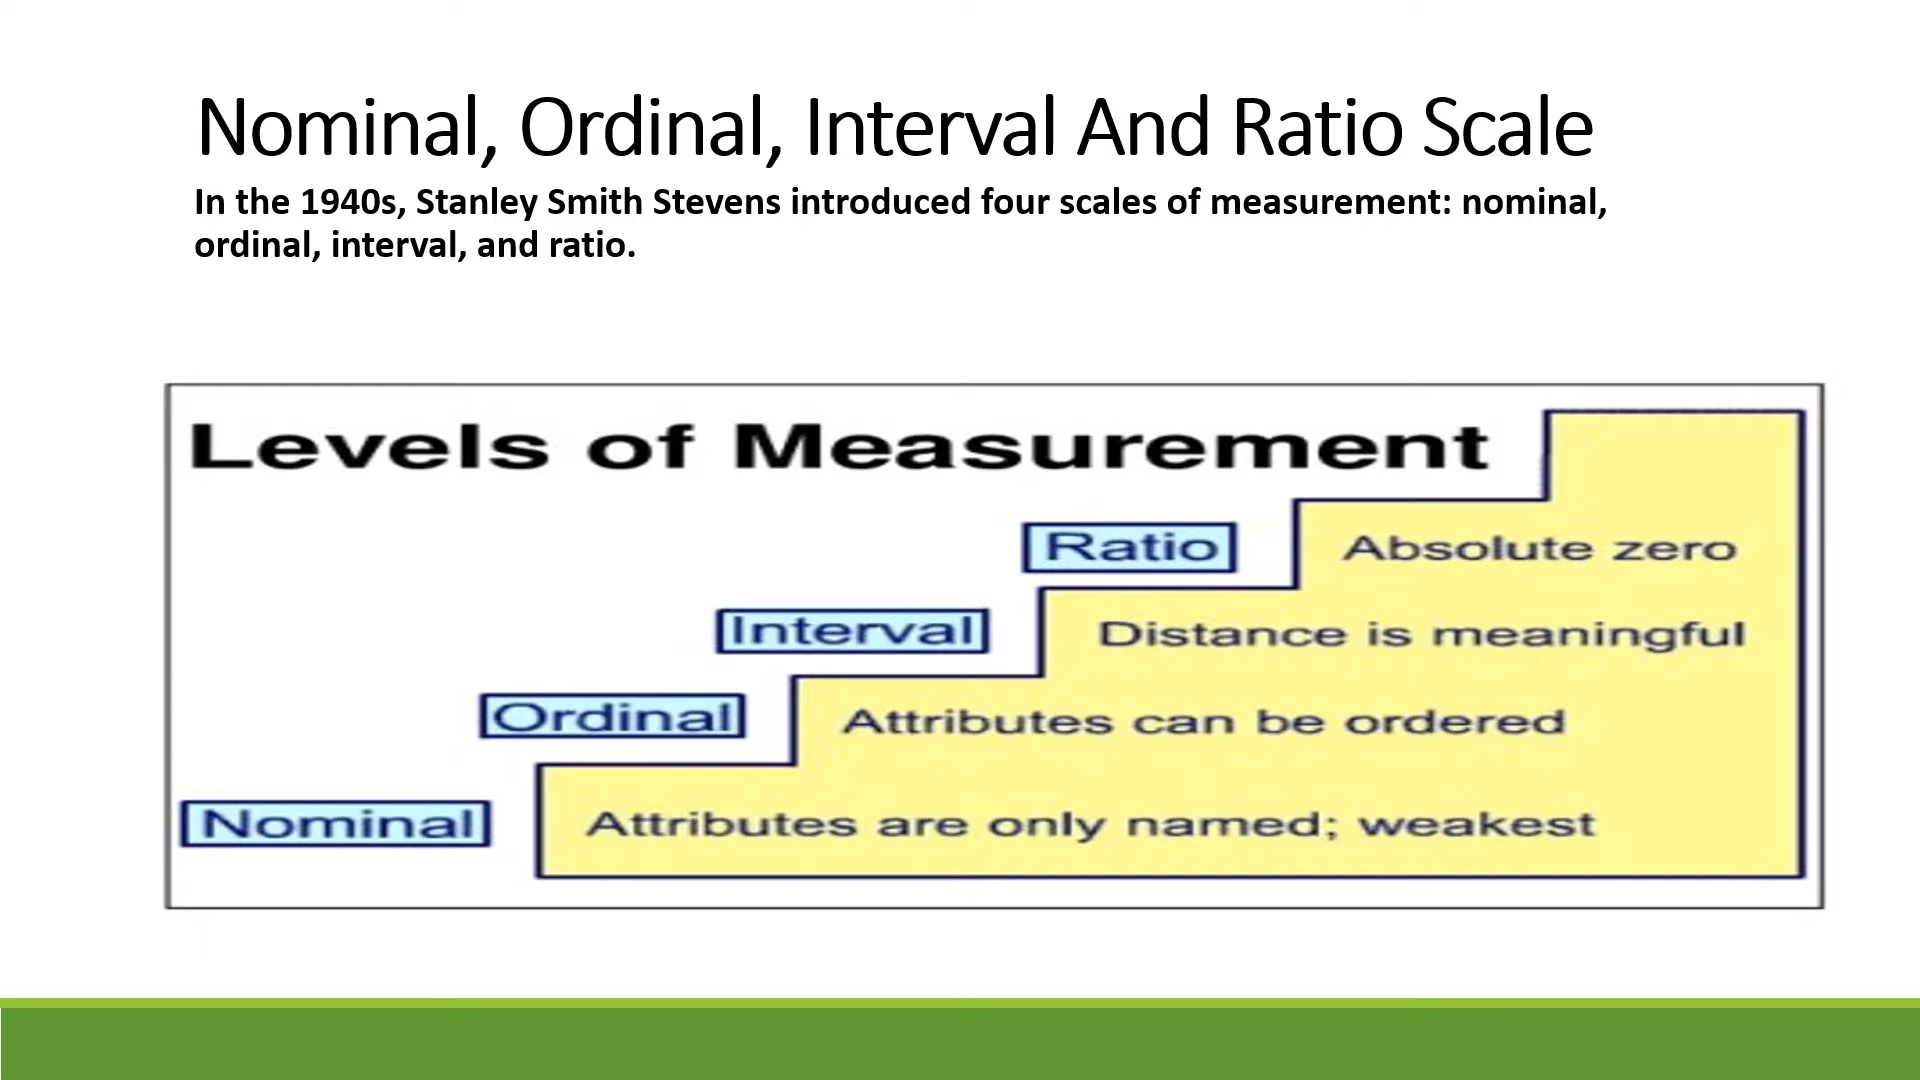 Nominal, Ordinal, Interval And Ratio Scale
In the 1940s, Stanley Smith Stevens introduced four scales of measurement: nominal,
ordinal, interval, and ratio.
Levels of Measurement
Ratio
Absolute zero
Interval
Distance is meaningful
Ordinal
Attributes can be ordered
Nominal
Attributes are only named; weakest